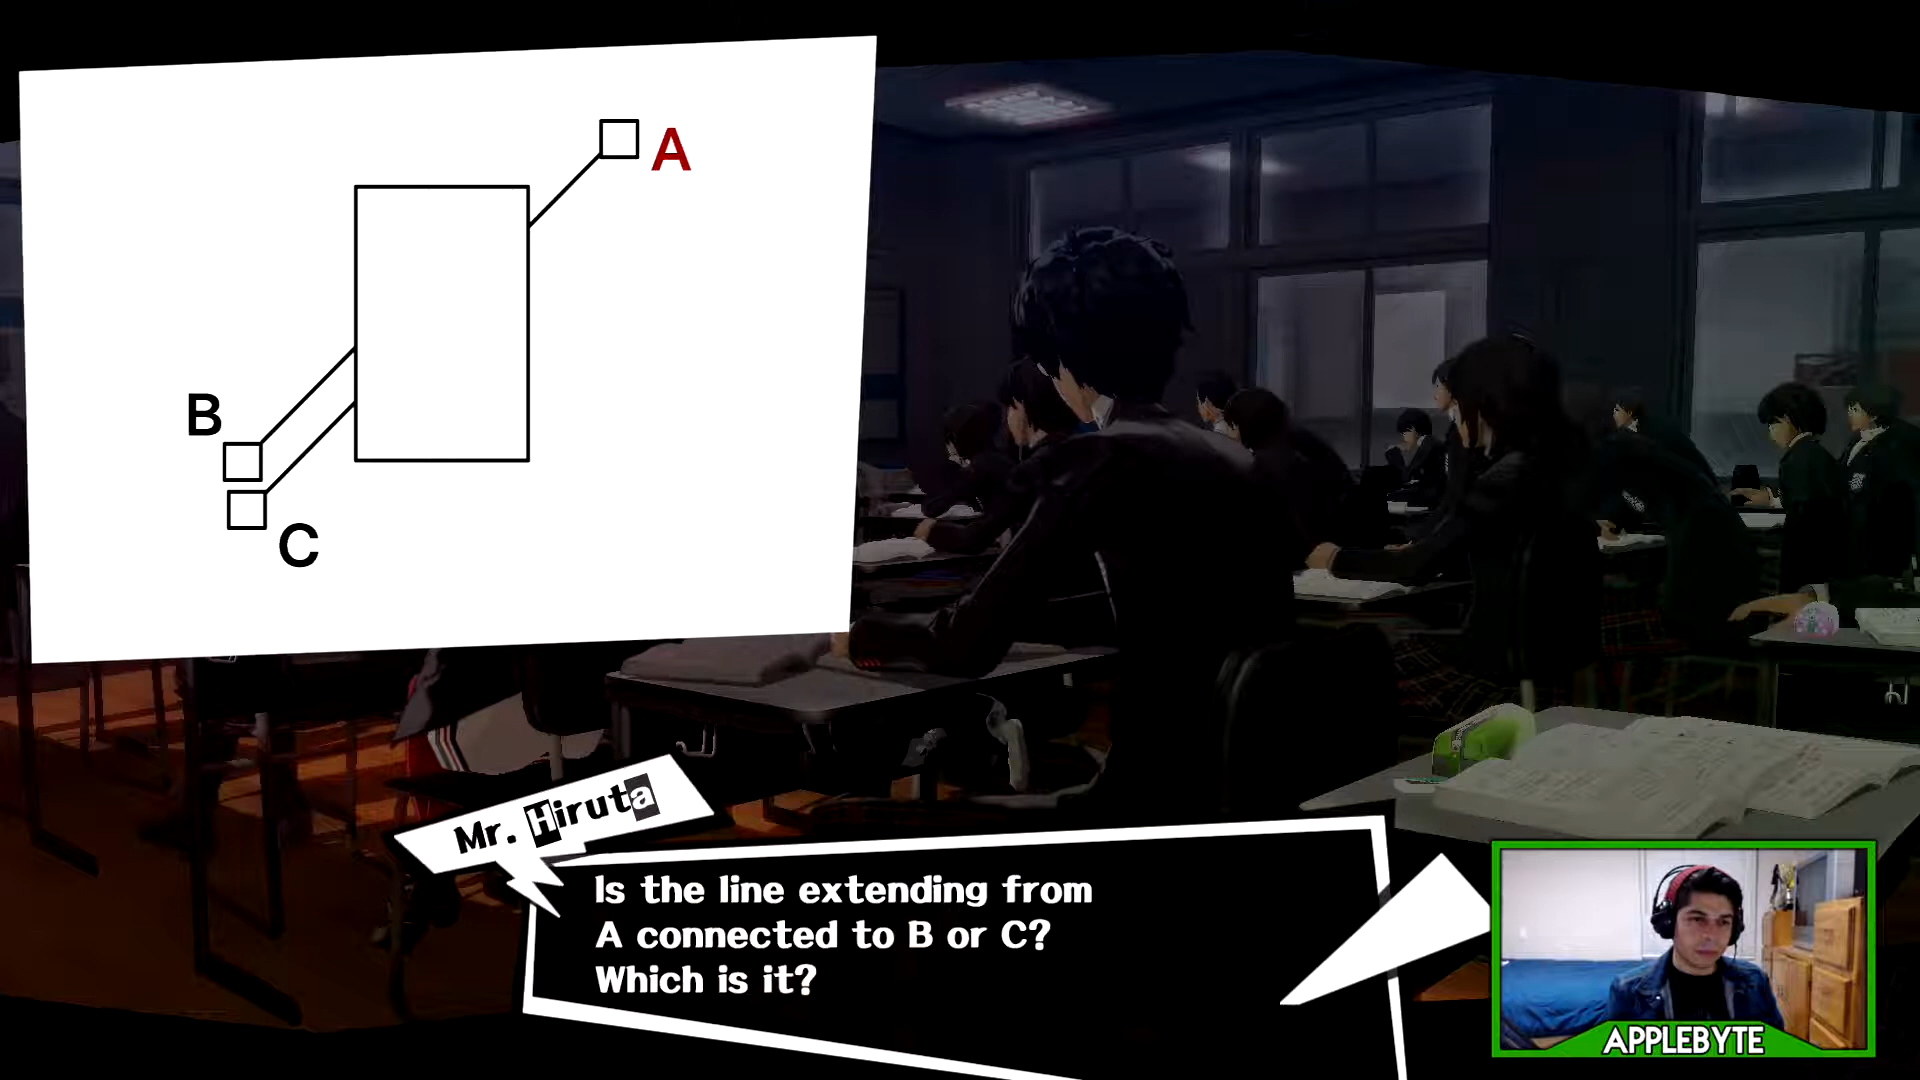 A
B
C
Mr. Hiruta
Is the line extending from
A connected to B or C?
Which is it?
APPLEBYTE